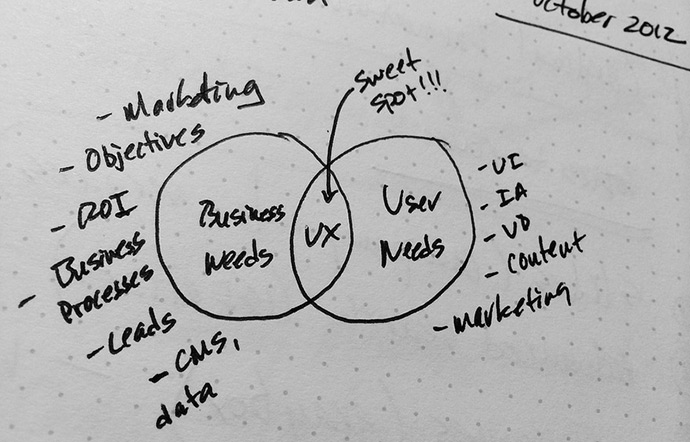 October 2012
sweet
spot!!!
- Marketing
- Objectives
- ROI
- Business
processes
- Leads
- CMS,
data
Business
Needs
UX
User
Needs
- UI
- IA
- VD
- content
- marketing